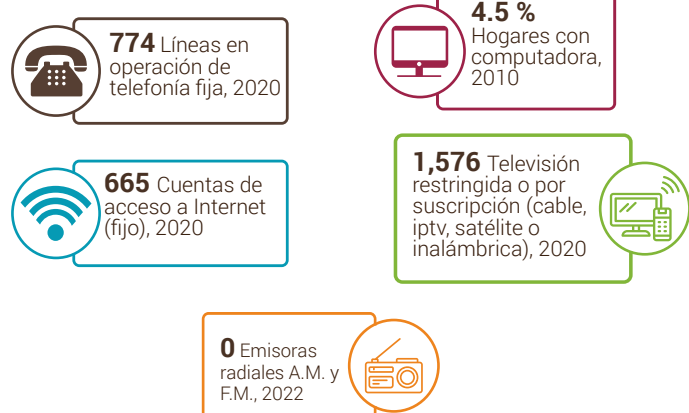 774 Líneas en
operación de
telefonía fija, 2020
4.5 %
Hogares con
computadora,
2010
665 Cuentas de
acceso a Internet
(fijo), 2020
1,576 Televisión
restringida o por
suscripción (cable,
iptv, satélite o
inalámbrica), 2020
0 Emisoras
radiales A.M. y
F.M., 2022